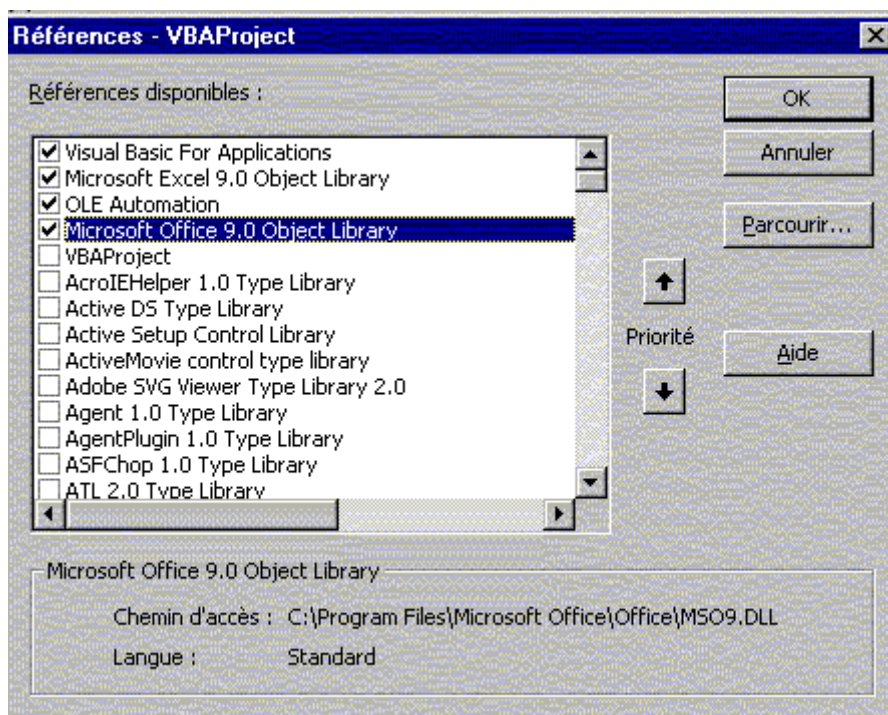 Références - VBAProject
Références disponibles :
OK
Visual Basic For Applications
Annuler
Microsoft Excel 9.0 Object Library
OLE Automation
Microsoft Office 9.0 Object Library
Parcourir...
VBAProject
AcroIEHelper 1.0 Type Library
Active DS Type Library
Active Setup Control Library
Priorité
ActiveMovie control type library
Aide
Adobe SVG Viewer Type Library 2.0
Agent 1.0 Type Library
AgentPlugin 1.0 Type Library
ASFChop 1.0 Type Library
ATL 2.0 Type Library
Microsoft Office 9.0 Object Library
Chemin d'accès : C:\Program Files\Microsoft Office\Office\MSO9.DLL
Langue : Standard